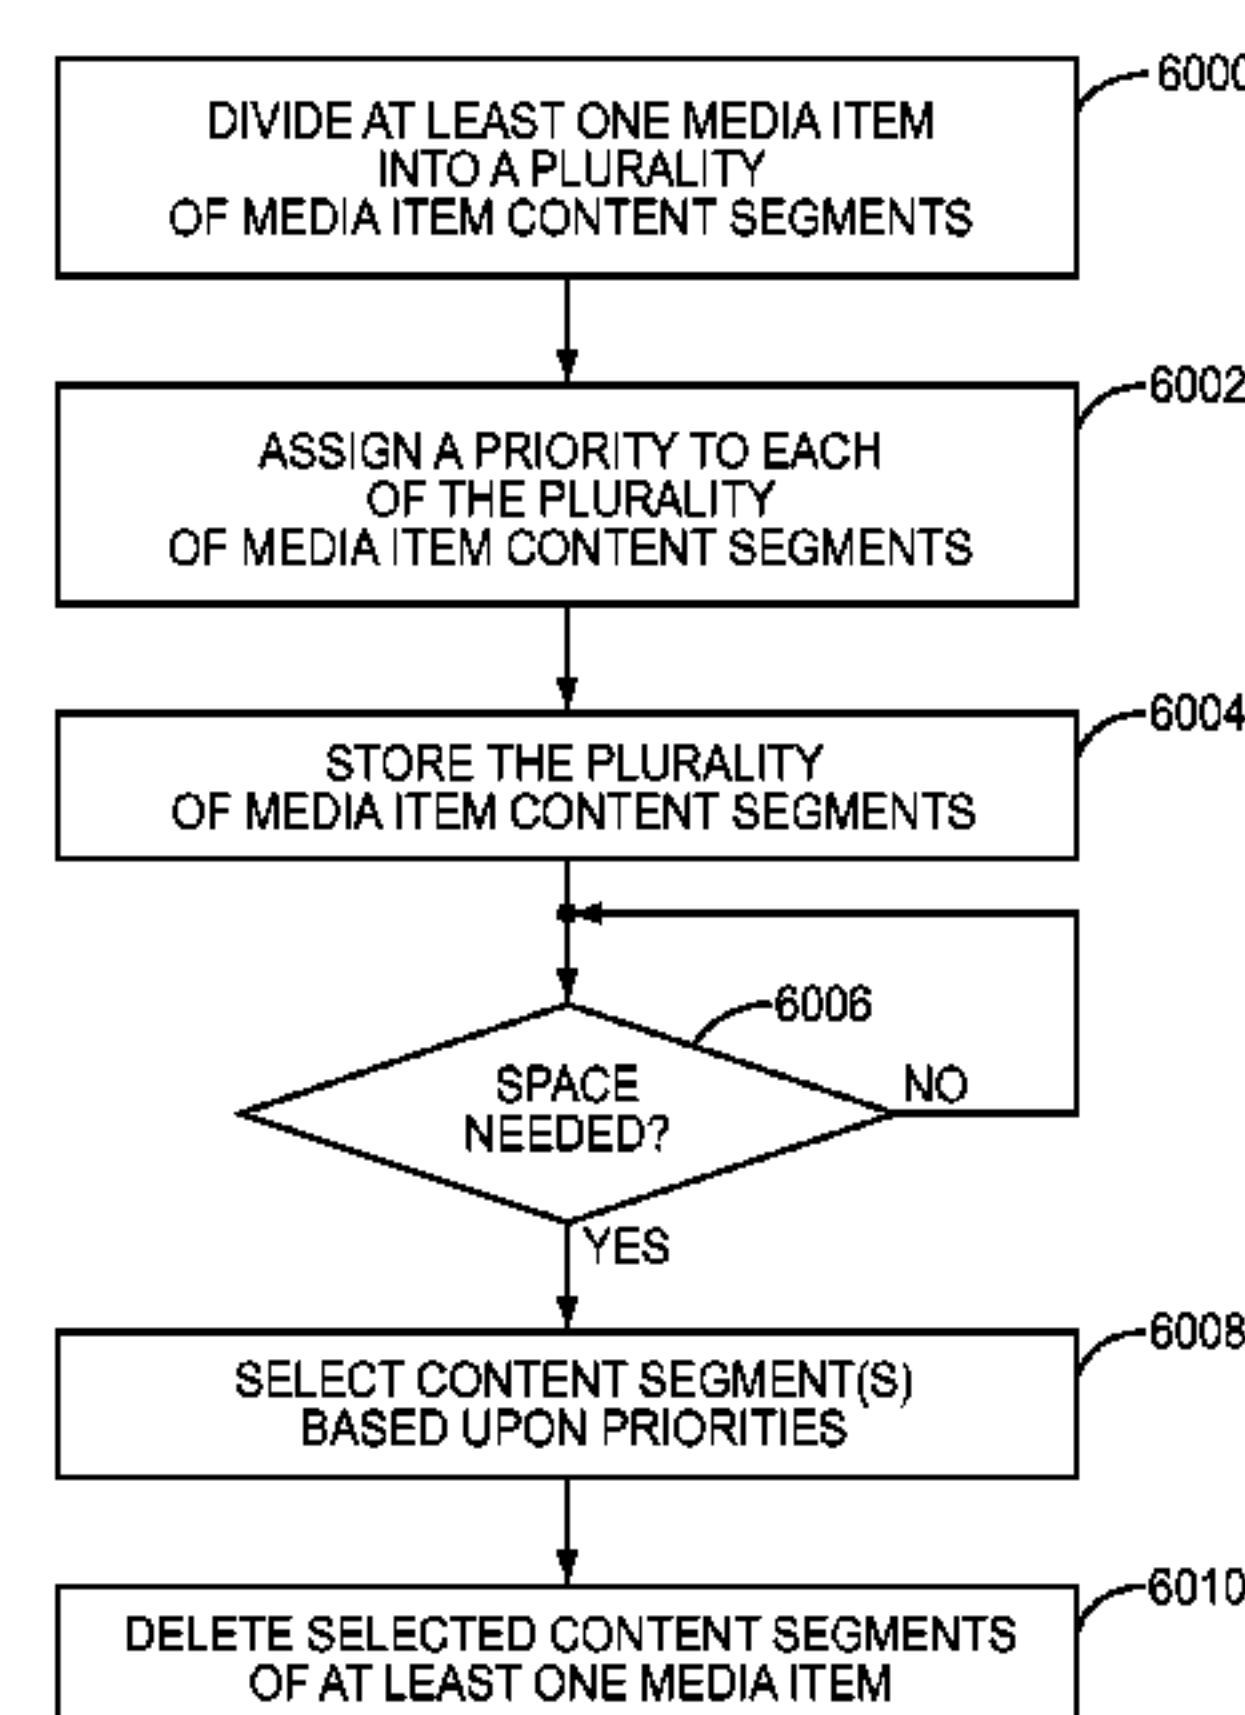 6000
DIVIDE AT LEAST ONE MEDIA ITEM
INTO A PLURALITY
OF MEDIA ITEM CONTENT SEGMENTS
6002
ASSIGN A PRIORITY TO EACH
OF THE PLURALITY
OF MEDIA ITEM CONTENT SEGMENTS
6004
STORE THE PLURALITY
OF MEDIA ITEM CONTENT SEGMENTS
6006
SPACE
NEEDED?
NO
YES
6008
SELECT CONTENT SEGMENT(S)
BASED UPON PRIORITIES
6010
DELETE SELECTED CONTENT SEGMENTS
OF AT LEAST ONE MEDIA ITEM